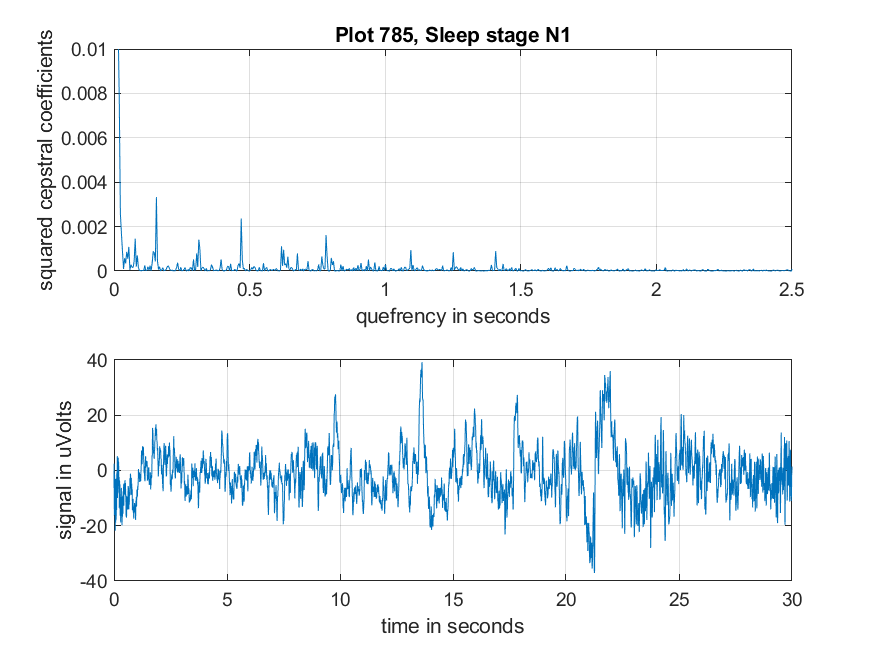 Plot 785, Sleep stage N1
squared cepstral coefficients
0.01
0.008
0.006
0.004
0.002
0
0 0.5 1 1.5 2 2.5
quefrency in seconds
signal in uVolts
40
20
0
-20
-40
0 5 10 15 20 25 30
time in seconds